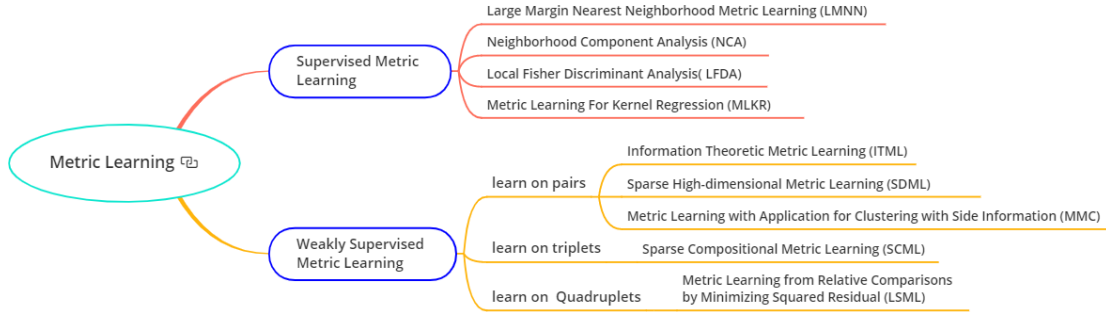 Metric Learning
Supervised Metric
Learning
Large Margin Nearest Neighborhood Metric Learning (LMNN)
Neighborhood Component Analysis (NCA)
Local Fisher Discriminant Analysis( LFDA)
Metric Learning For Kernel Regression (MLKR)
Weakly Supervised
Metric Learning
learn on pairs
Information Theoretic Metric Learning (ITML)
Sparse High-dimensional Metric Learning (SDML)
Metric Learning with Application for Clustering with Side Information (MMC)
learn on triplets
Sparse Compositional Metric Learning (SCML)
learn on  Quadruplets
Metric Learning from Relative Comparisons
by Minimizing Squared Residual (LSML)